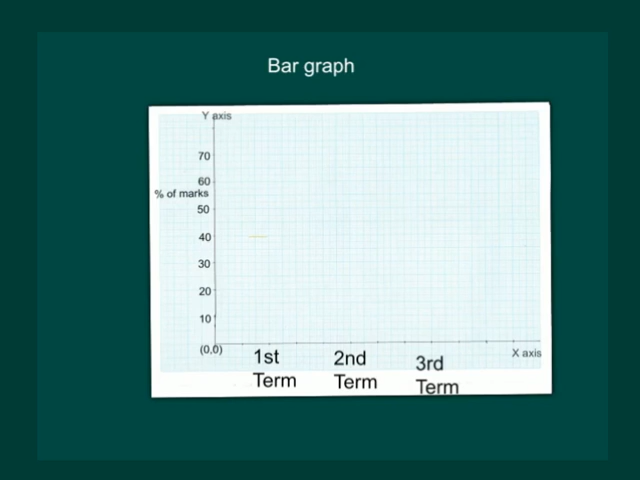 Bar graph
Y axis
70
60
% of marks
50
40
30
20
10
(0,0)
X axis
1st
Term
2nd
Term
3rd
Term